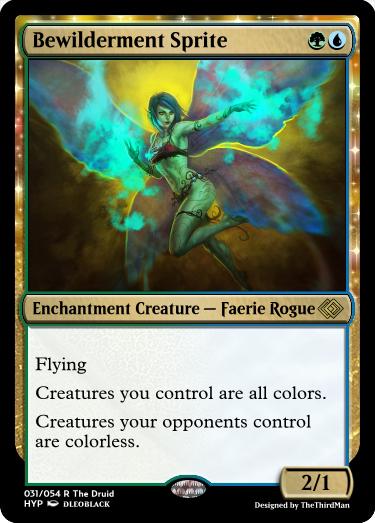 Bewilderment Sprite
Enchantment Creature — Faerie Rogue
Flying
Creatures you control are all colors.
Creatures your opponents control
are colorless.
2/1
031/054 R The Druid
HYP DLEOBLACK
Designed by TheThirdMan